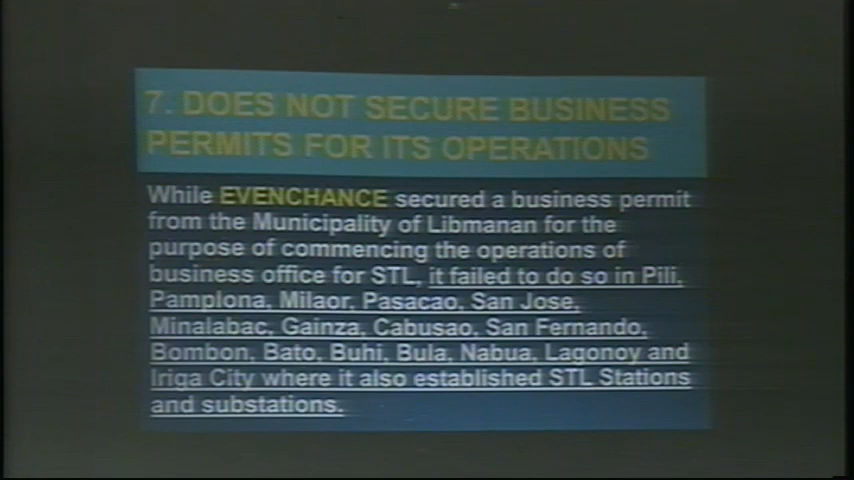 7. DOES NOT SECURE BUSINESS
PERMITS FOR ITS OPERATIONS
While EVENCHANCE secured a business permit
from the Municipality of Libmanan for the
purpose of commencing the operations of
business office for STL, it failed to do so in Pili,
Pamplona, Milaor, Pasacao, San Jose,
Minalabac, Gainza, Cabusao, San Fernando,
Bombon, Bato, Buhi, Bula, Nabua, Lagonoy and
Iriga City where it also established STL Stations
and substations.